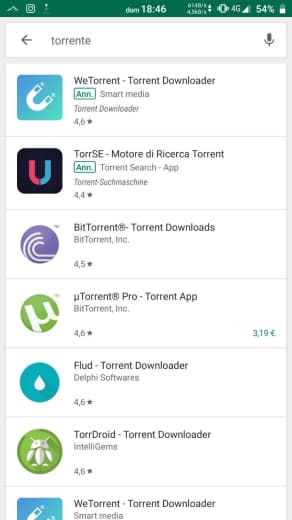 dom 18:46
614B/s
4,5kB/s
4G
54%
torrente
WeTorrent - Torrent Downloader
Ann. Smart media
Torrent Downloader
4,6★
TorrSE - Motore di Ricerca Torrent
Ann. Torrent Search - App
Torrent-Suchmaschine
4,4★
BitTorrent®- Torrent Downloads
BitTorrent, Inc.
4,5★
µTorrent® Pro - Torrent App
BitTorrent, Inc.
4,6★
3,19 €
Flud - Torrent Downloader
Delphi Softwares
4,6★
TorrDroid - Torrent Downloader
IntelliGems
4,6★
WeTorrent - Torrent Downloader
Smart media